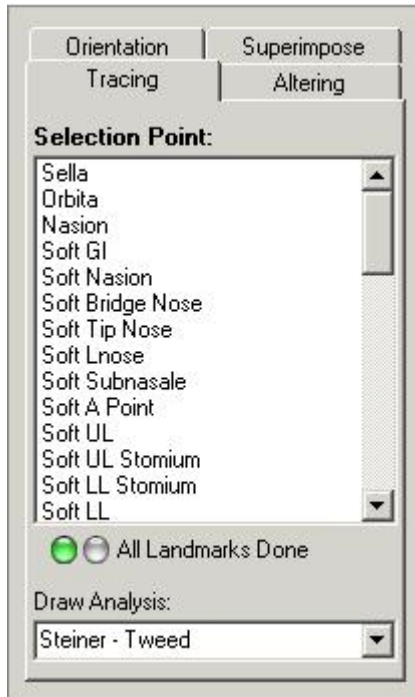 Orientation Superimpose
Tracing Altering
Selection Point:
Sella
Orbita
Nasion
Soft Gl
Soft Nasion
Soft Bridge Nose
Soft Tip Nose
Soft Lnose
Soft Subnasale
Soft A Point
Soft UL
Soft UL Stomium
Soft LL Stomium
Soft LL
All Landmarks Done
Draw Analysis:
Steiner - Tweed